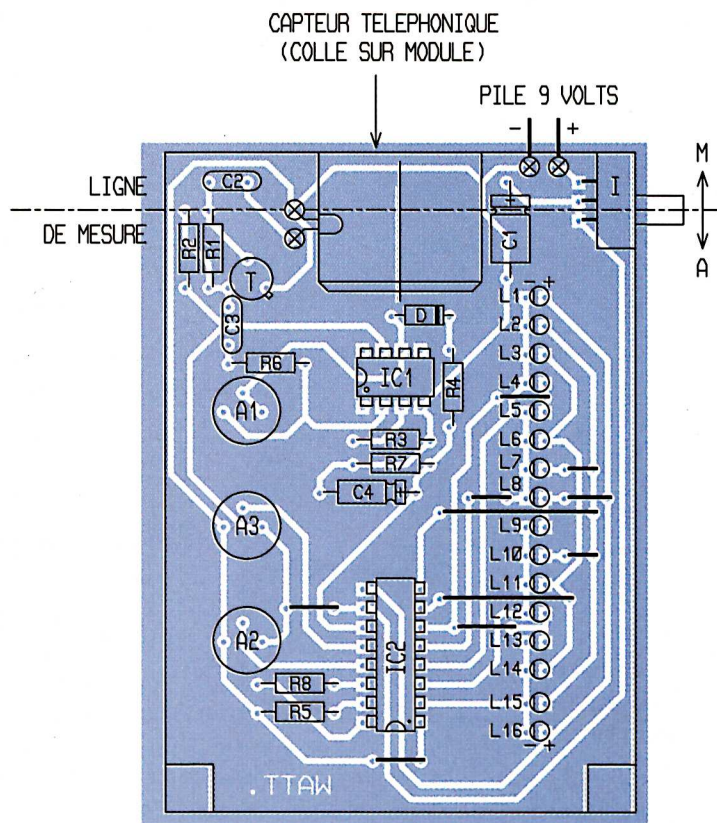 CAPTEUR TELEPHONIQUE
(COLLE SUR MODULE)
PILE 9 VOLTS
- +
M
LIGNE
DE MESURE
A
C2
I
+
C1
R2
R1
T
C3
D
L1
- +
L2
L3
L4
L5
L6
L7
L8
L9
L10
L11
L12
L13
L14
L15
L16
- +
R6
IC1
R4
A1
R3
R7
C4
+
A3
A2
IC2
R8
R5
.TTAW